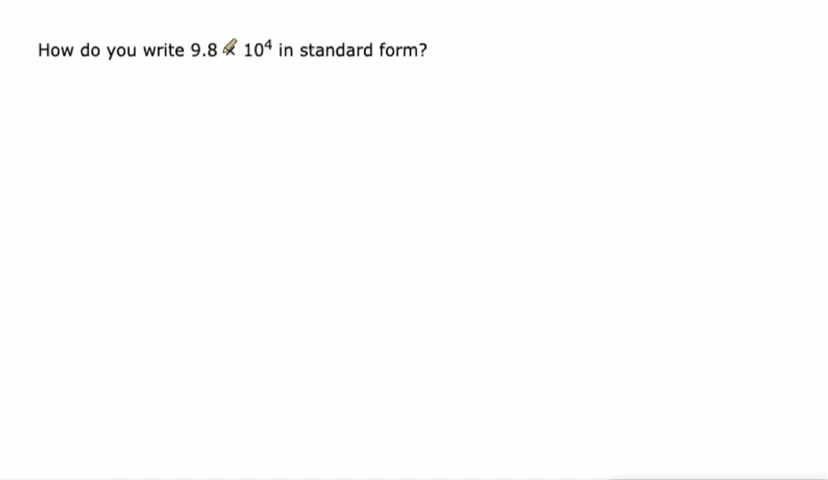 How do you write 9.8 × 10⁴ in standard form?